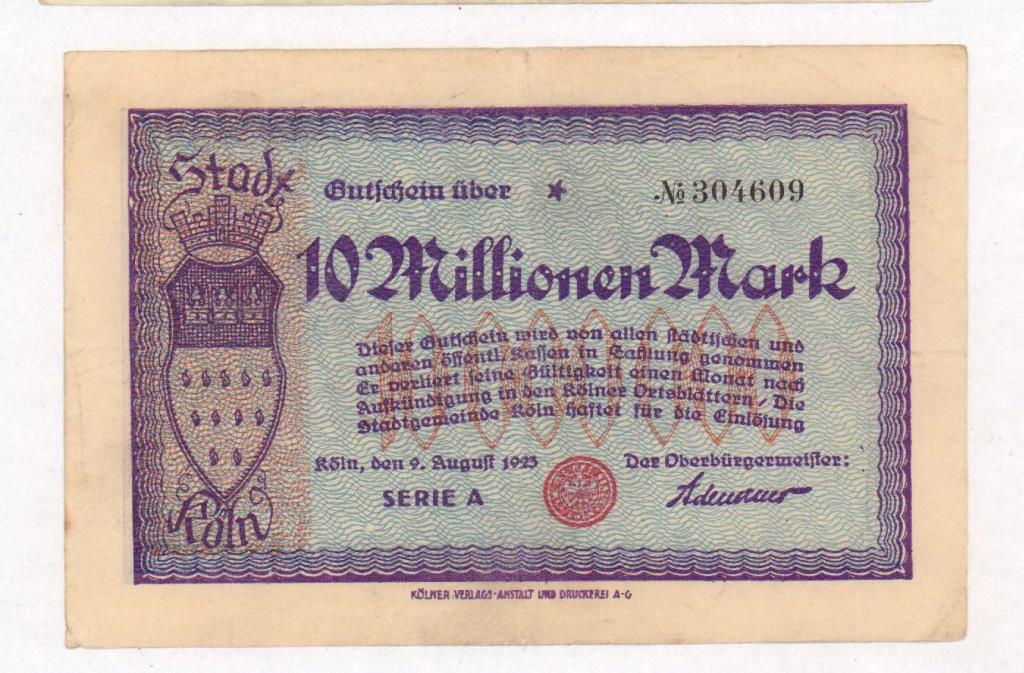 Stadt
Köln
Gutschein über * № 304609
10 Millionen Mark
10000000
Dieser Gutschein wird von allen städtischen und
anderen öffentl. Kassen in Zahlung genommen
Er verliert seine Gültigkeit einen Monat nach
Aufkündigung in den Kölner Ortsblättern / Die
Stadtgemeinde Köln haftet für die Einlösung
Köln, den 9. August 1923 Der Oberbürgermeister:
SERIE A Adenauer
KÖLNER VERLAGS-ANSTALT UND DRUCKEREI A-G